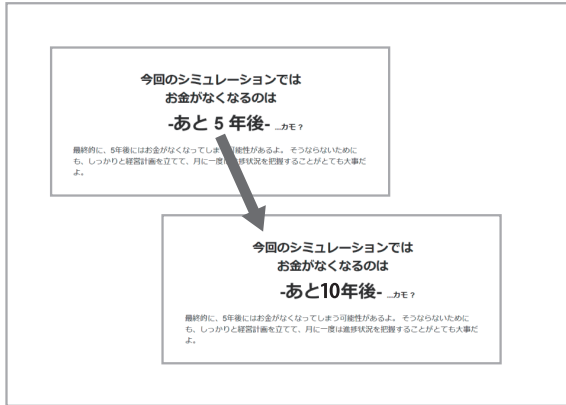 今回のシミュレーションでは
お金がなくなるのは
-あと 5 年後- ...カモ？
最終的に、5年後にはお金がなくなってしまう可能性があるよ。 そうならないために
も、しっかりと経営計画を立てて、月に一度は進捗状況を把握することがとても大事だ
よ。
今回のシミュレーションでは
お金がなくなるのは
-あと10年後- ...カモ？
最終的に、5年後にはお金がなくなってしまう可能性があるよ。 そうならないために
も、しっかりと経営計画を立てて、月に一度は進捗状況を把握することがとても大事だ
よ。